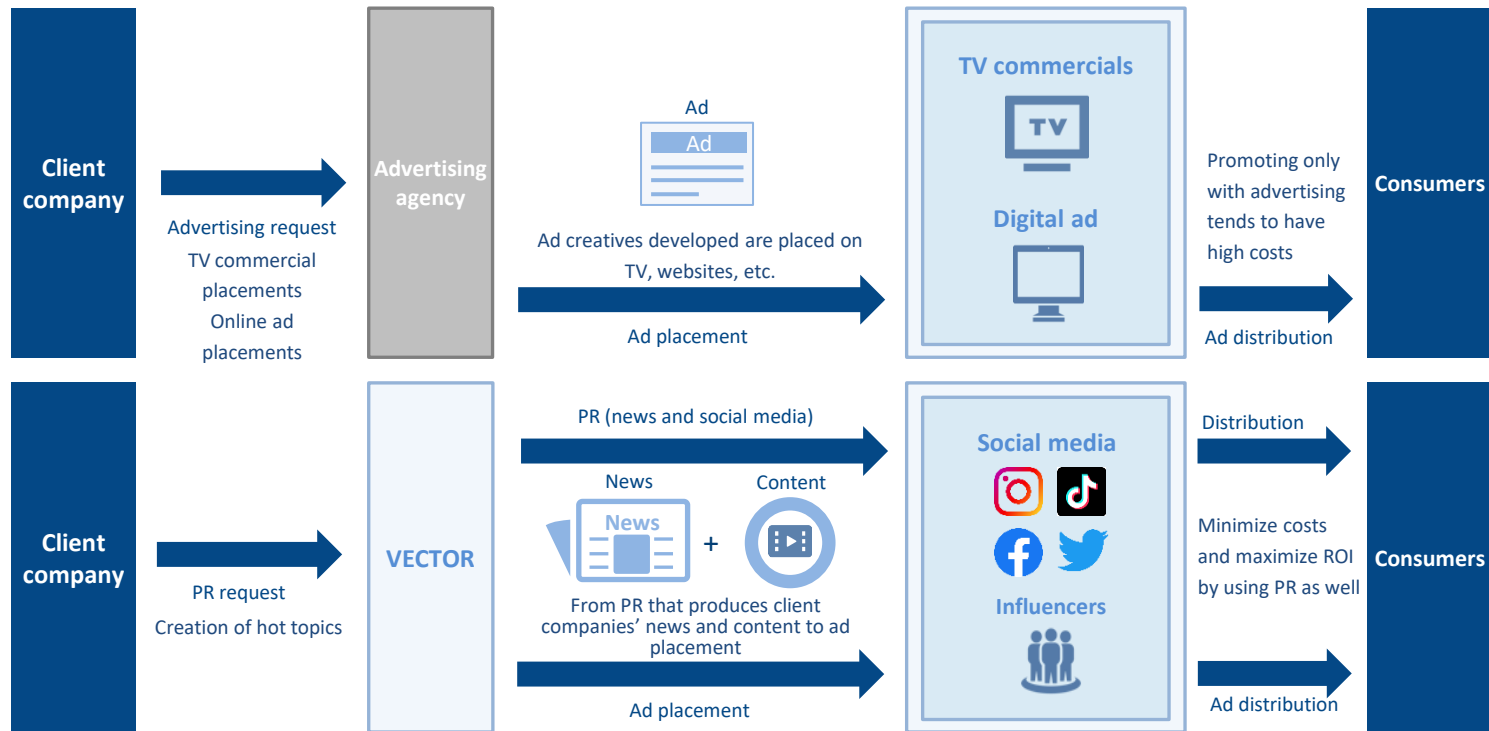 Client
company
Advertising request
TV commercial
placements
Online ad
placements
Advertising
agency
Ad
Ad
Ad creatives developed are placed on
TV, websites, etc.
Ad placement
TV commercials
TV
Digital ad
Promoting only
with advertising
tends to have
high costs
Ad distribution
Consumers
Client
company
PR request
Creation of hot topics
VECTOR
PR (news and social media)
News
News
+
Content
From PR that produces client
companies’ news and content to ad
placement
Ad placement
Social media
Influencers
Distribution
Minimize costs
and maximize ROI
by using PR as well
Ad distribution
Consumers